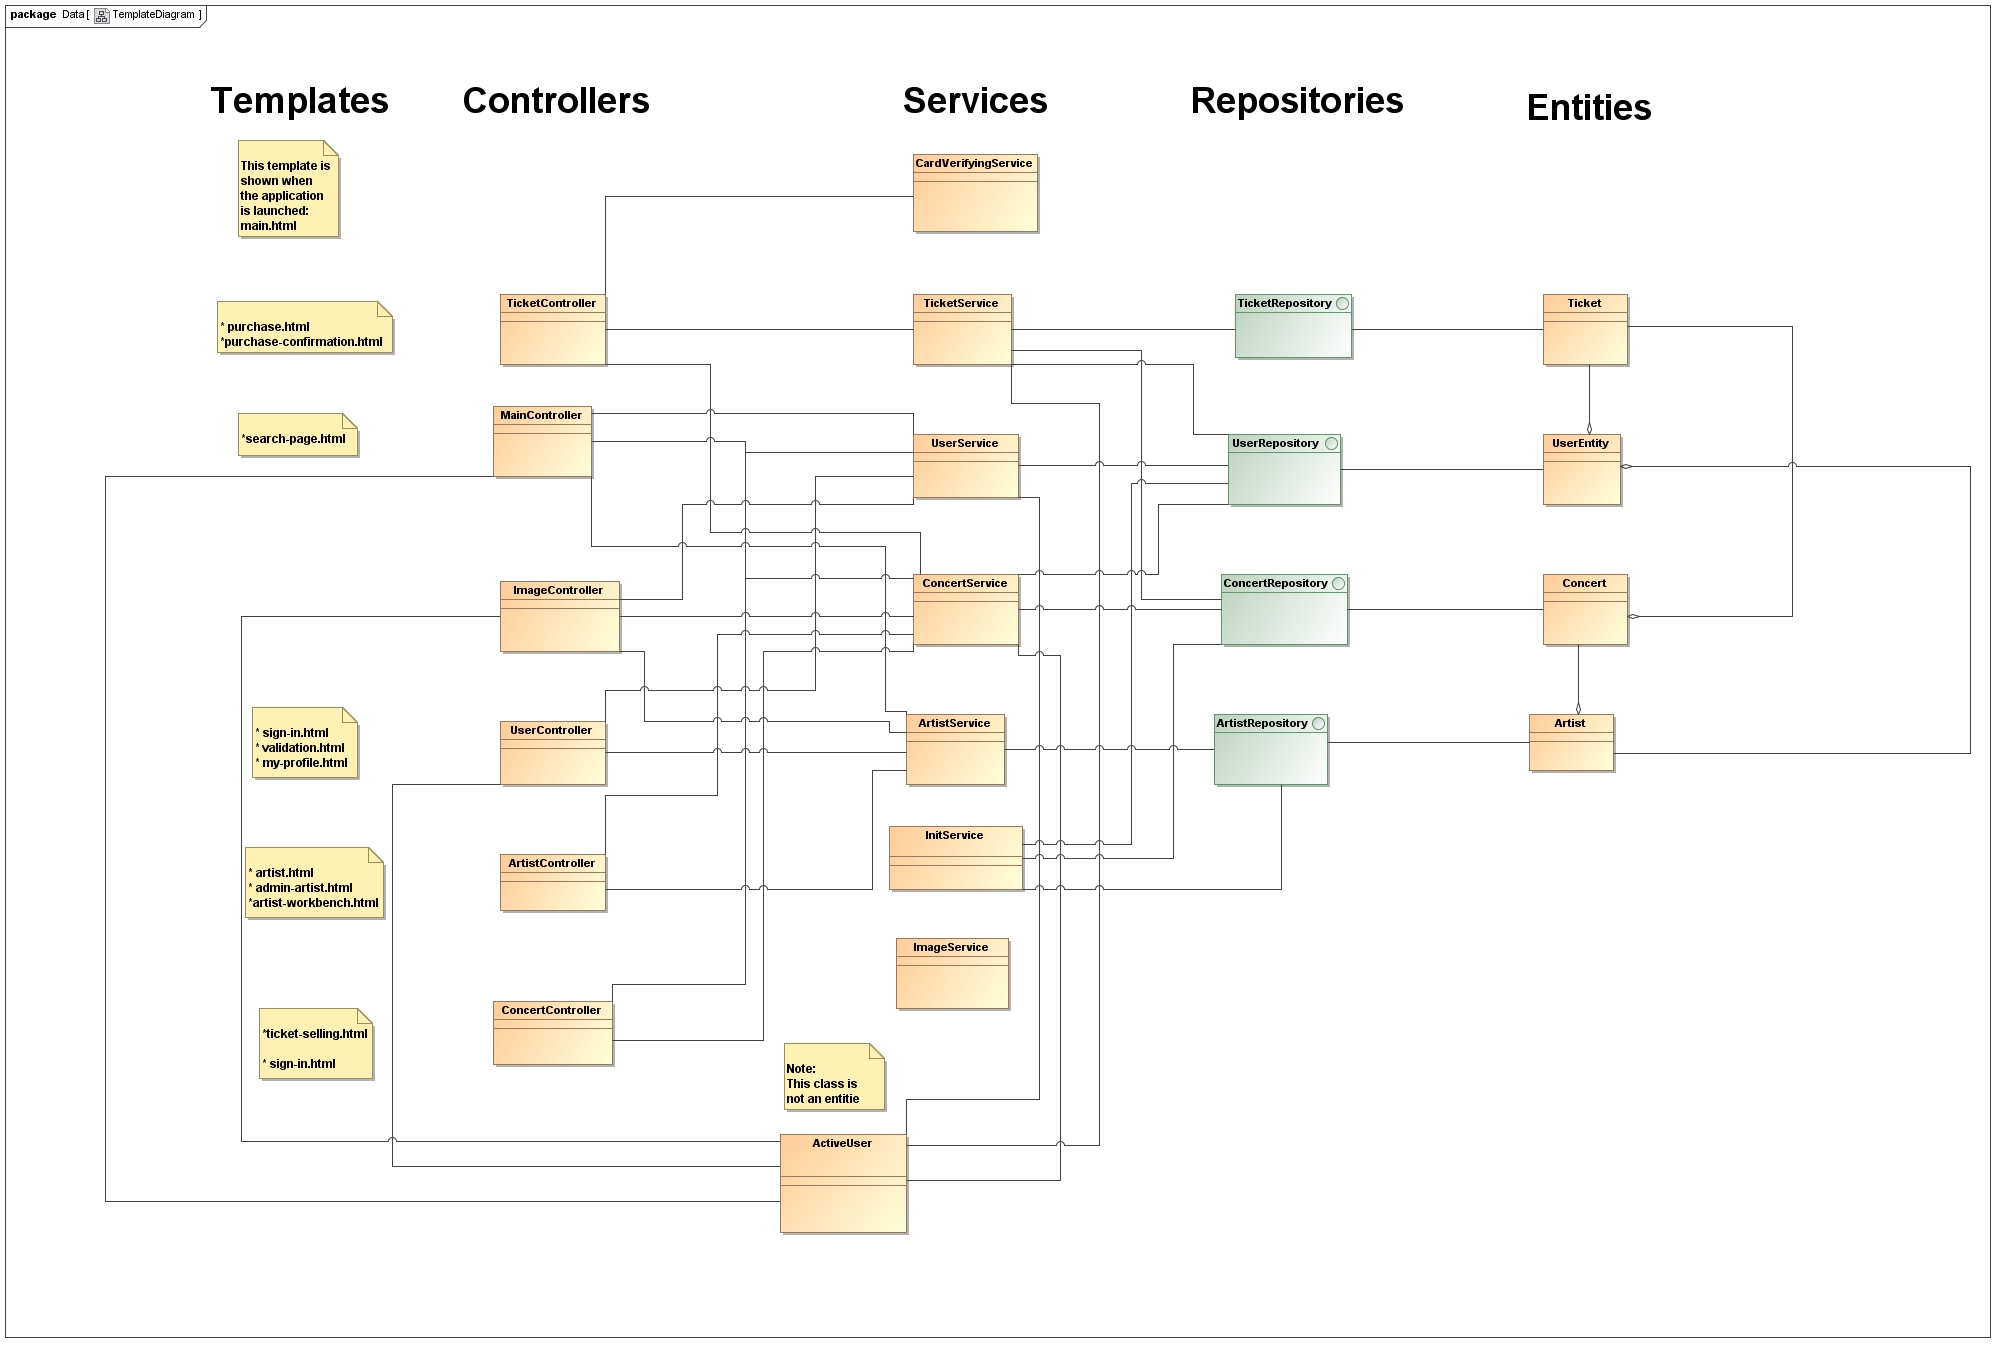 package Data [ TemplateDiagram ]
Templates
Controllers
Services
Repositories
Entities
This template is
shown when
the application
is launched:
main.html
CardVerifyingService
* purchase.html
*purchase-confirmation.html
TicketController
TicketService
TicketRepository
Ticket
*search-page.html
MainController
UserService
UserRepository
UserEntity
ImageController
ConcertService
ConcertRepository
Concert
* sign-in.html
* validation.html
* my-profile.html
UserController
ArtistService
ArtistRepository
Artist
InitService
* artist.html
* admin-artist.html
*artist-workbench.html
ArtistController
ImageService
*ticket-selling.html
* sign-in.html
ConcertController
Note:
This class is
not an entitie
ActiveUser